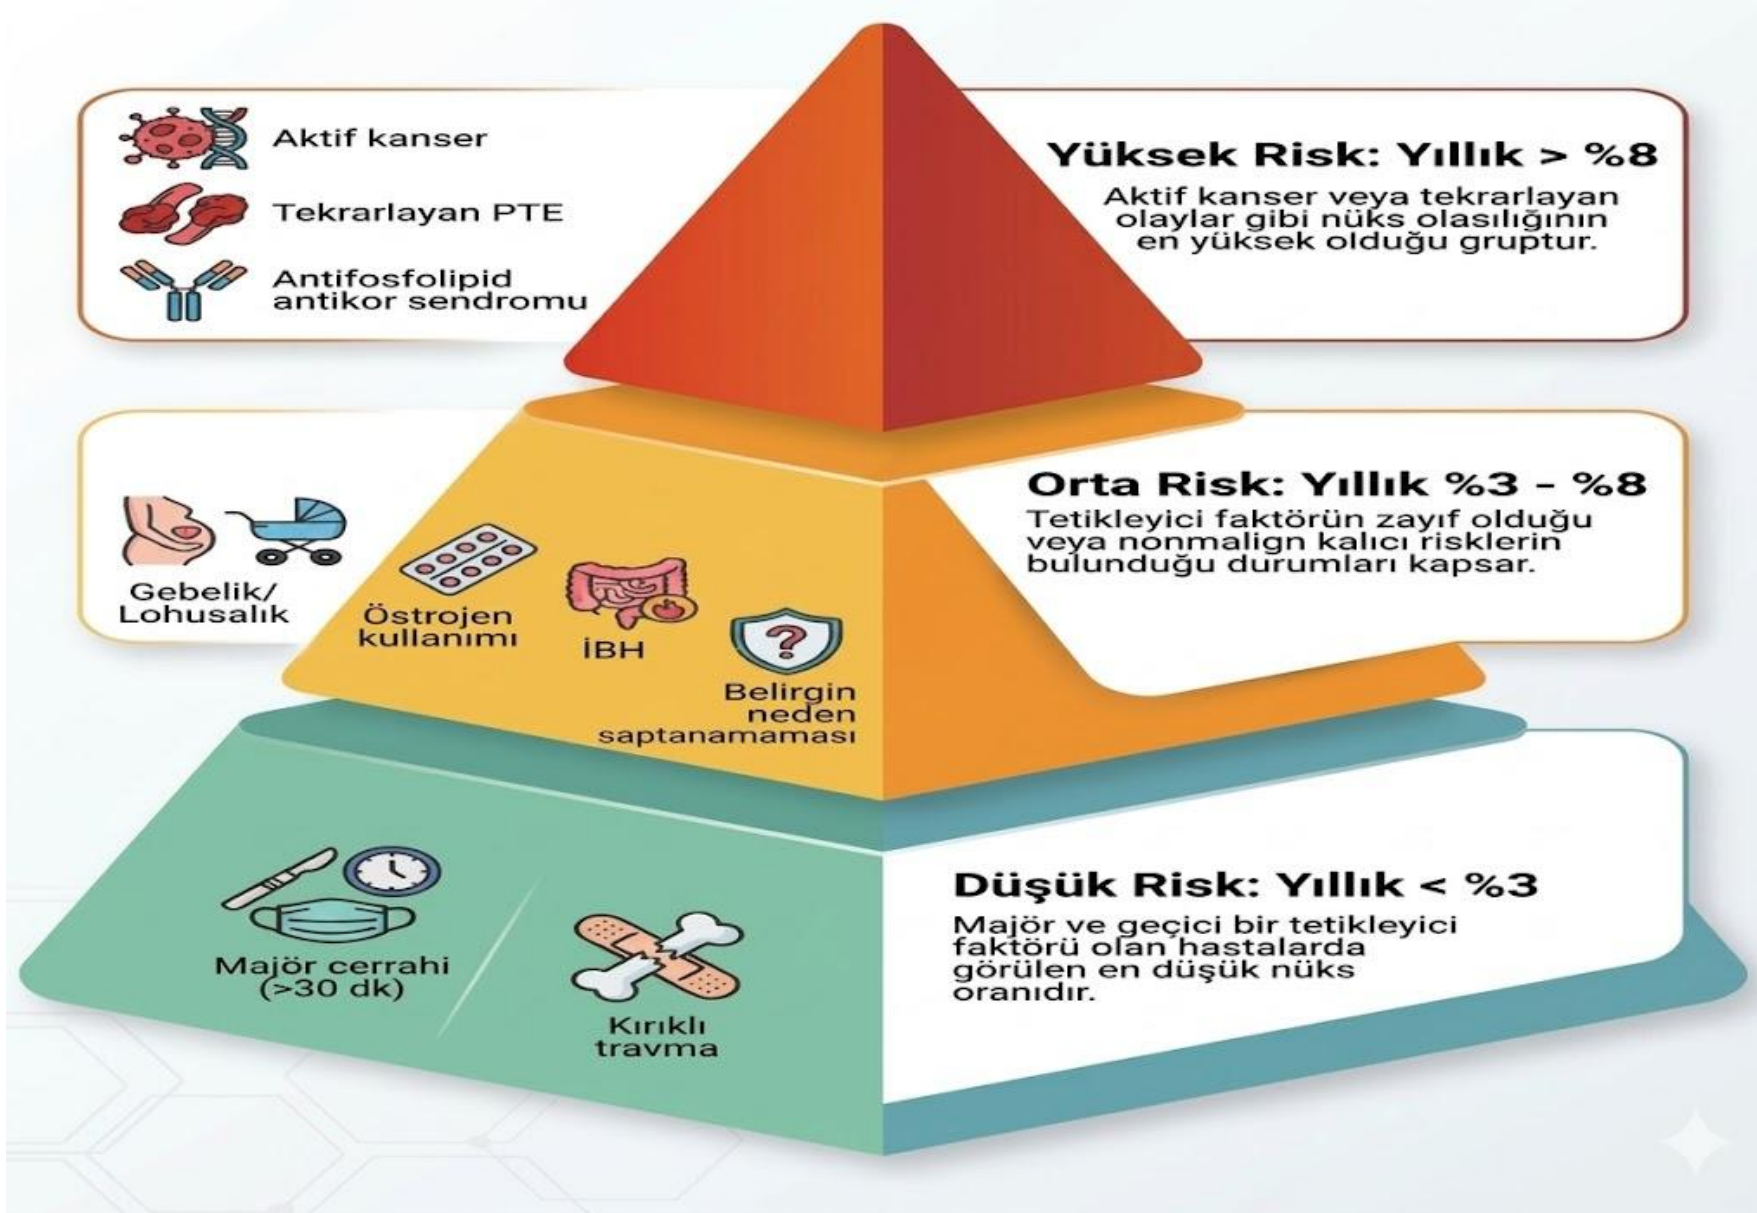 Aktif kanser
Tekrarlayan PTE
Antifosfolipid
antikor sendromu
Yüksek Risk: Yıllık > %8
Aktif kanser veya tekrarlayan
olaylar gibi nüks olasılığının
en yüksek olduğu gruptur.
Gebelik/
Lohusalık
Östrojen
kullanımı
İBH
Belirgin
neden
saptanamaması
Orta Risk: Yıllık %3 - %8
Tetikleyici faktörün zayıf olduğu
veya nonmalign kalıcı risklerin
bulunduğu durumları kapsar.
Majör cerrahi
(>30 dk)
Kırıklı
travma
Düşük Risk: Yıllık < %3
Majör ve geçici bir tetikleyici
faktörü olan hastalarda
görülen en düşük nüks
oranıdır.